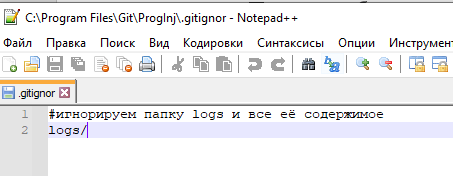 C:\Program Files\Git\ProgInj\.gitignor - Notepad++
Файл Правка Поиск Вид Кодировки Синтаксисы Опции Инструмент
.gitignor
1 #игнорируем папку logs и все её содержимое
2 logs/